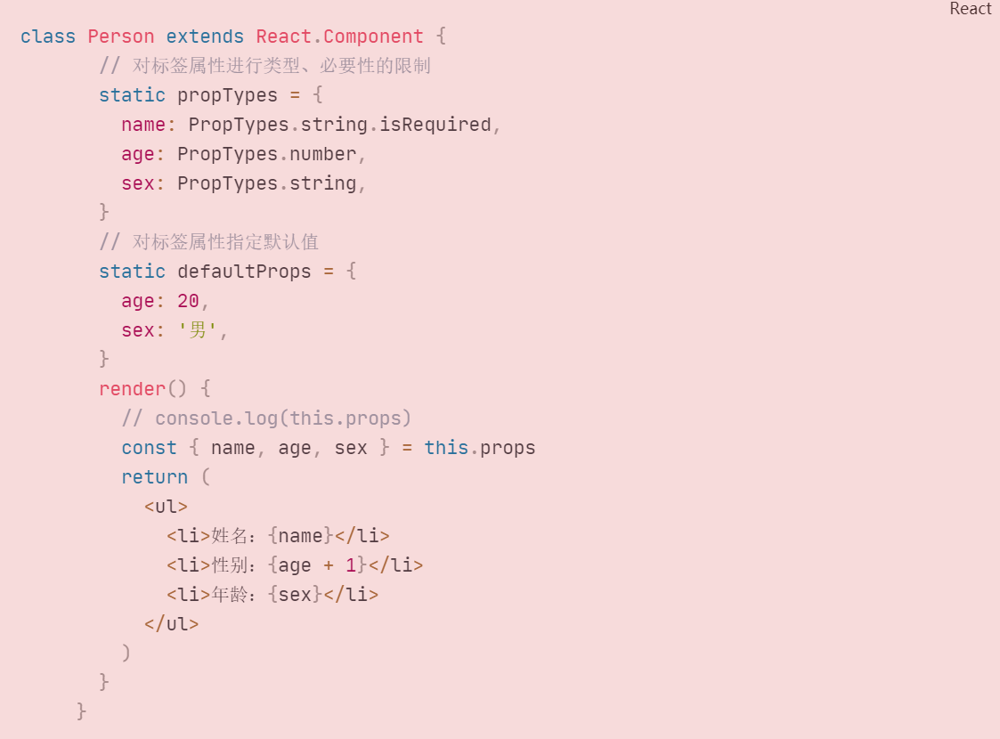 React
class Person extends React.Component {
// 对标签属性进行类型、必要性的限制
static propTypes = {
name: PropTypes.string.isRequired,
age: PropTypes.number,
sex: PropTypes.string,
}
// 对标签属性指定默认值
static defaultProps = {
age: 20,
sex: '男',
}
render() {
// console.log(this.props)
const { name, age, sex } = this.props
return (
<ul>
<li>姓名：{name}</li>
<li>性别：{age + 1}</li>
<li>年龄：{sex}</li>
</ul>
)
}
}